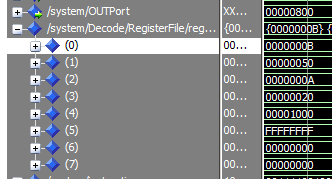 /system/OUTPort XX... 00000800
/system/Decode/RegisterFile/reg... {00... {0000000B} {
(0) 00... 0000000B
(1) 00... 00000050
(2) 00... 0000000A
(3) 00... 00000020
(4) 00... 00001000
(5) 00... FFFFFFFF
(6) 00... 00000000
(7) 00... 00000000